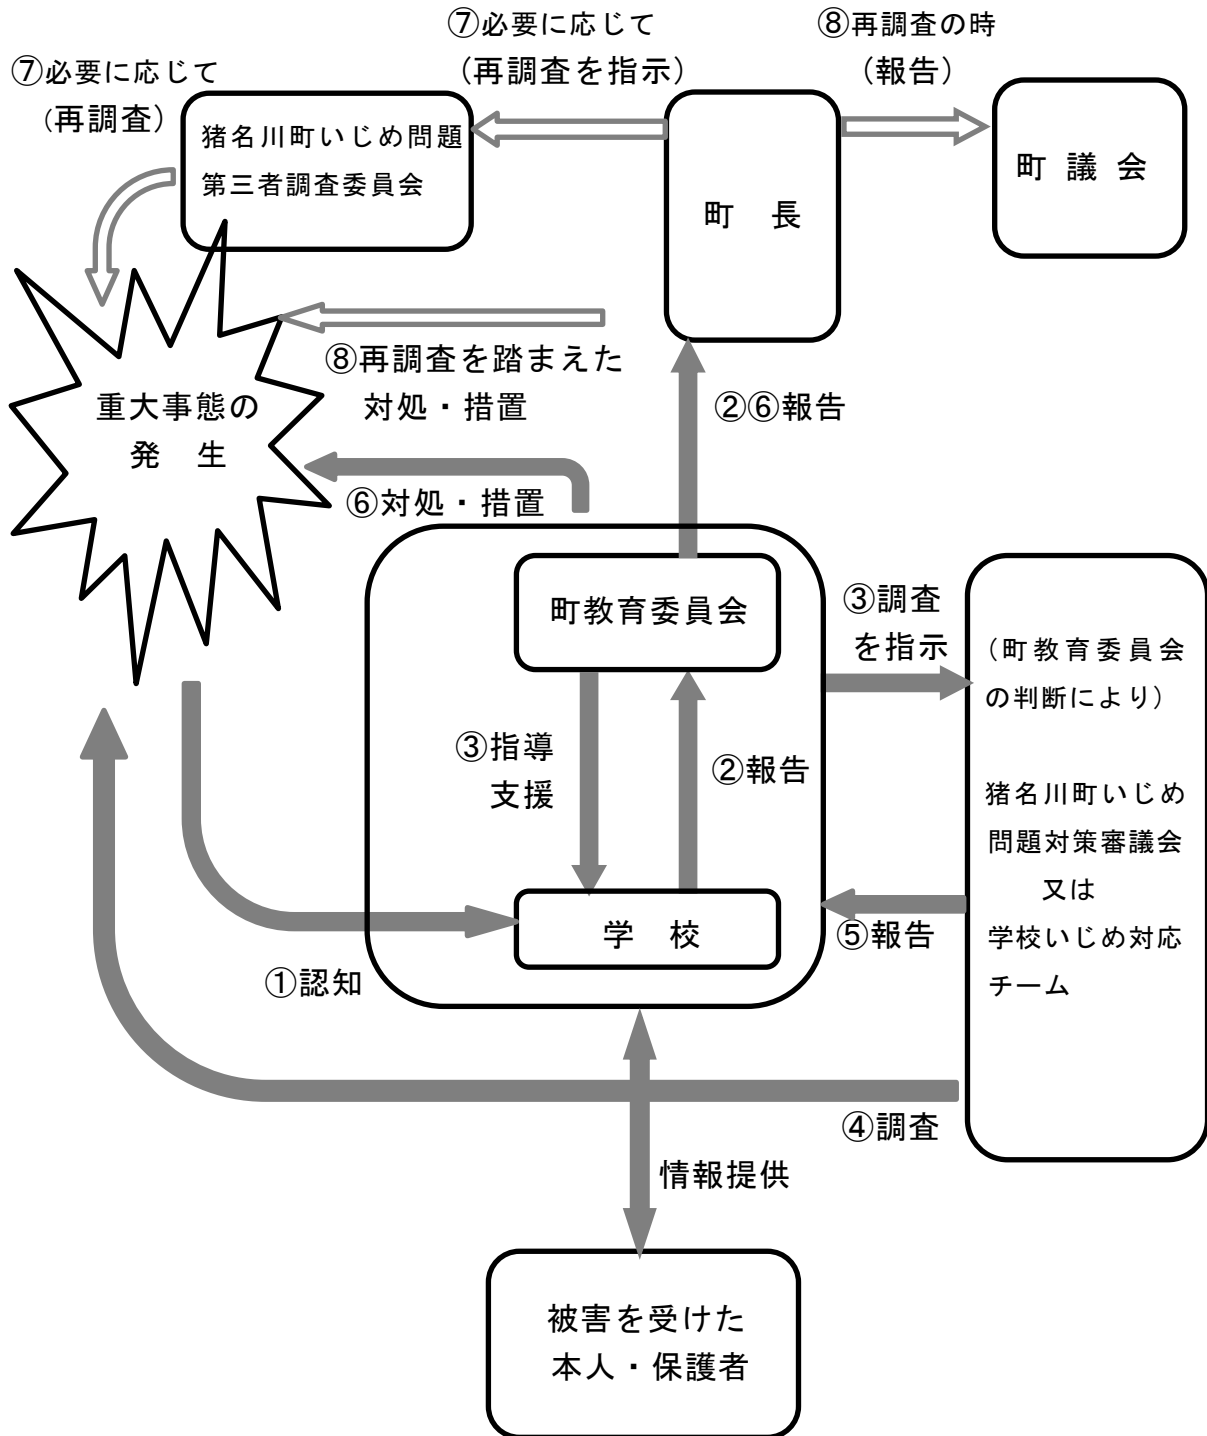 ⑦必要に応じて
(再調査)
猪名川町いじめ問題
第三者調査委員会
⑦必要に応じて
(再調査を指示)
町　長
⑧再調査の時
(報告)
町 議 会
⑧再調査を踏まえた
対処・措置
重大事態の
発　生
②⑥報告
⑥対処・措置
町教育委員会
③指導
支援
②報告
学　校
①認知
③調査
を指示
(町教育委員会
の判断により)
猪名川町いじめ
問題対策審議会
又は
学校いじめ対応
チーム
⑤報告
④調査
情報提供
被害を受けた
本人・保護者